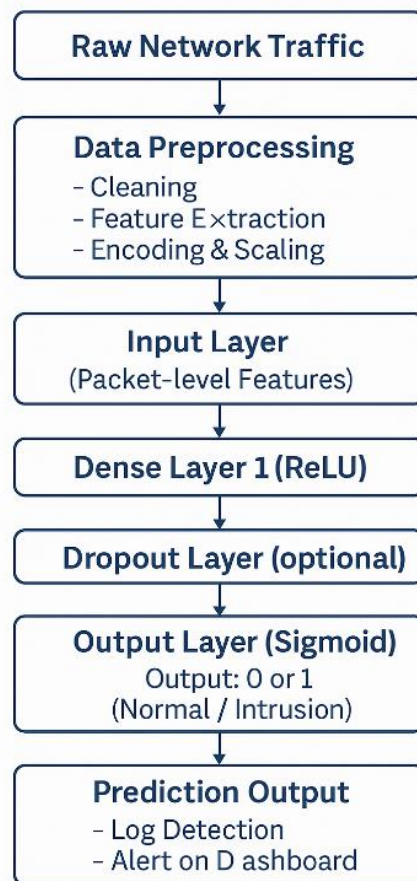 Raw Network Traffic
Data Preprocessing
– Cleaning
– Feature Extraction
– Encoding & Scaling
Input Layer
(Packet-level Features)
Dense Layer 1 (ReLU)
Dropout Layer (optional)
Output Layer (Sigmoid)
Output: 0 or 1
(Normal / Intrusion)
Prediction Output
– Log Detection
– Alert on D ashboard